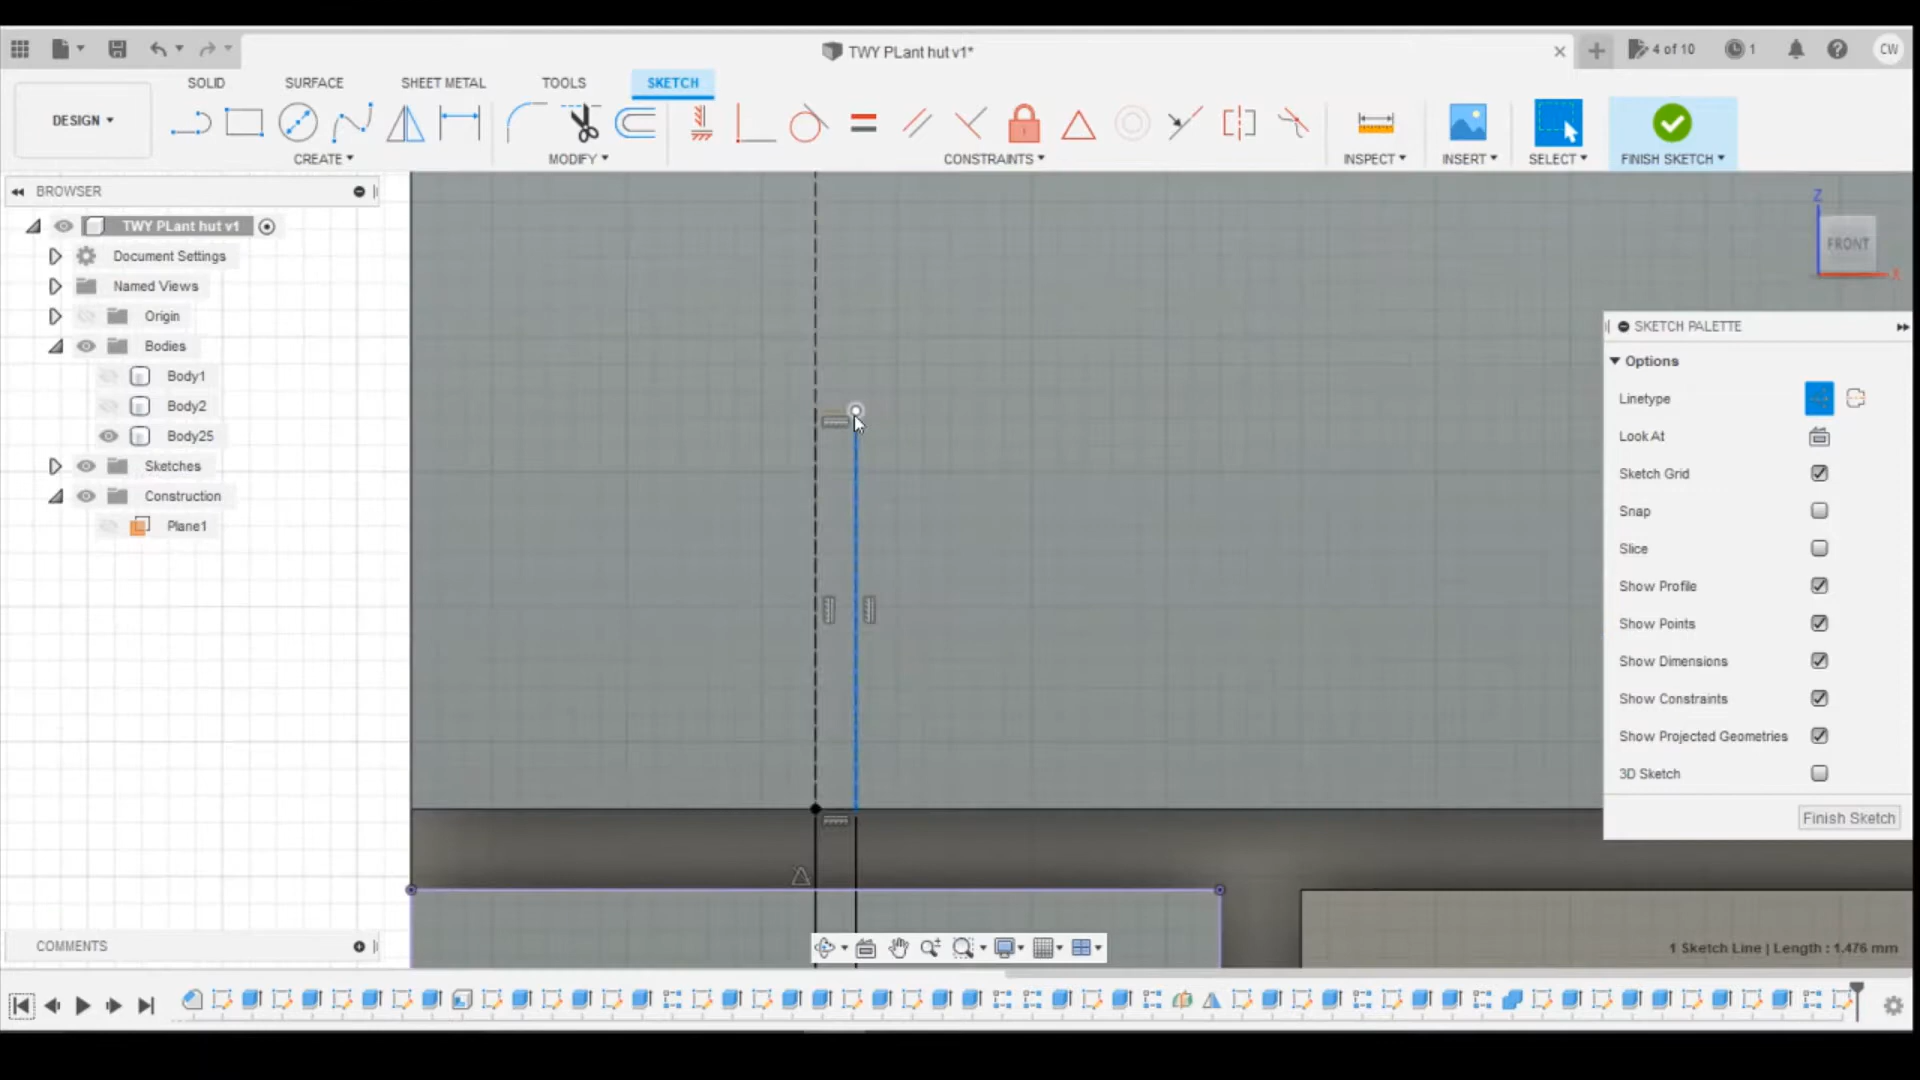 TWY PLant hut v1*
4 of 10
1
CW
SOLID
SURFACE
SHEET METAL
TOOLS
SKETCH
DESIGN
CREATE
MODIFY
CONSTRAINTS
INSPECT
INSERT
SELECT
FINISH SKETCH
BROWSER
TWY PLant hut v1
Document Settings
Named Views
Origin
Bodies
Body1
Body2
Body25
Sketches
Construction
Plane1
Z
FRONT
X
SKETCH PALETTE
Options
Linetype
Look At
Sketch Grid
Snap
Slice
Show Profile
Show Points
Show Dimensions
Show Constraints
Show Projected Geometries
3D Sketch
Finish Sketch
COMMENTS
1 Sketch Line | Length : 1.476 mm